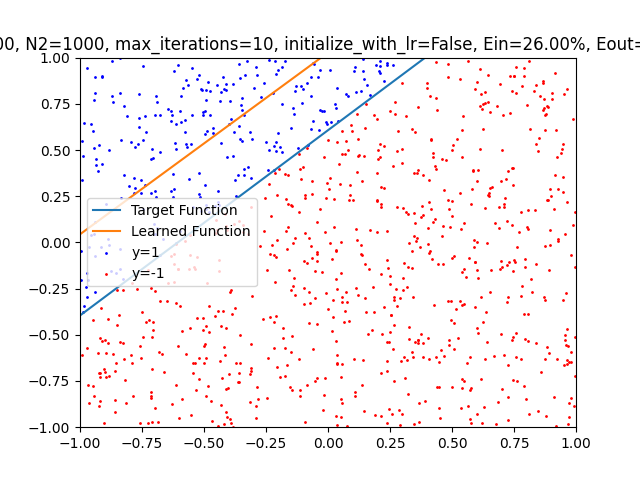 00, N2=1000, max_iterations=10, initialize_with_lr=False, Ein=26.00%, Eout=
1.00
0.75
0.50
0.25
0.00
−0.25
−0.50
−0.75
−1.00
Target Function
Learned Function
y=1
y=-1
−1.00 −0.75 −0.50 −0.25 0.00 0.25 0.50 0.75 1.00